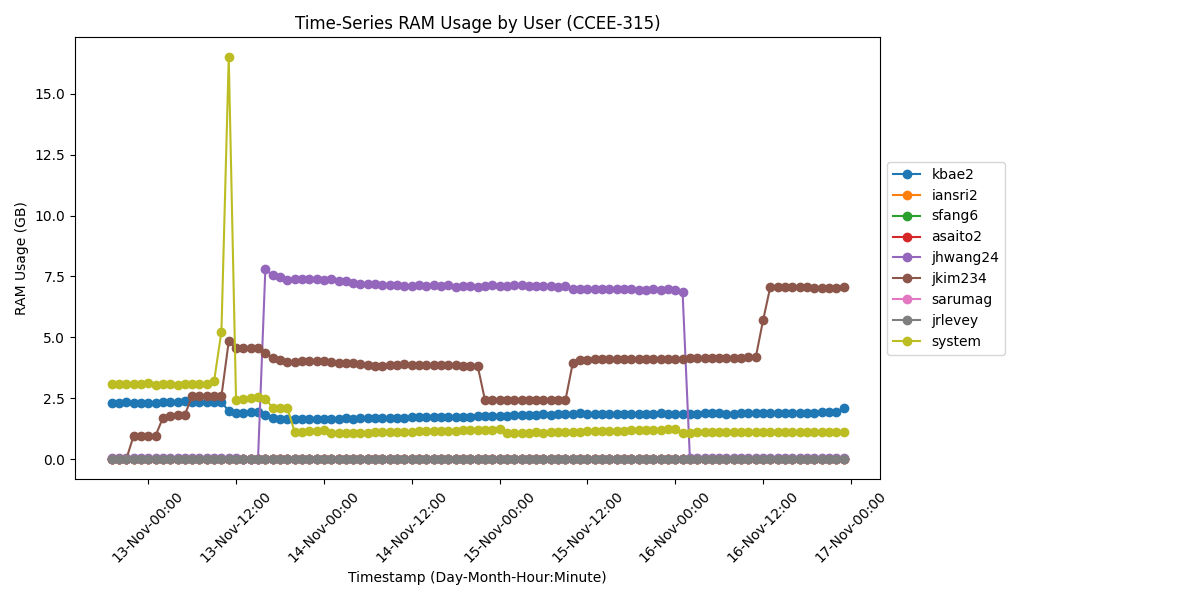 Time-Series RAM Usage by User (CCEE-315)
RAM Usage (GB)
15.0
12.5
10.0
7.5
5.0
2.5
0.0
13-Nov-00:00
13-Nov-12:00
14-Nov-00:00
14-Nov-12:00
15-Nov-00:00
15-Nov-12:00
16-Nov-00:00
16-Nov-12:00
17-Nov-00:00
Timestamp (Day-Month-Hour:Minute)
kbae2
iansri2
sfang6
asaito2
jhwang24
jkim234
sarumag
jrlevey
system